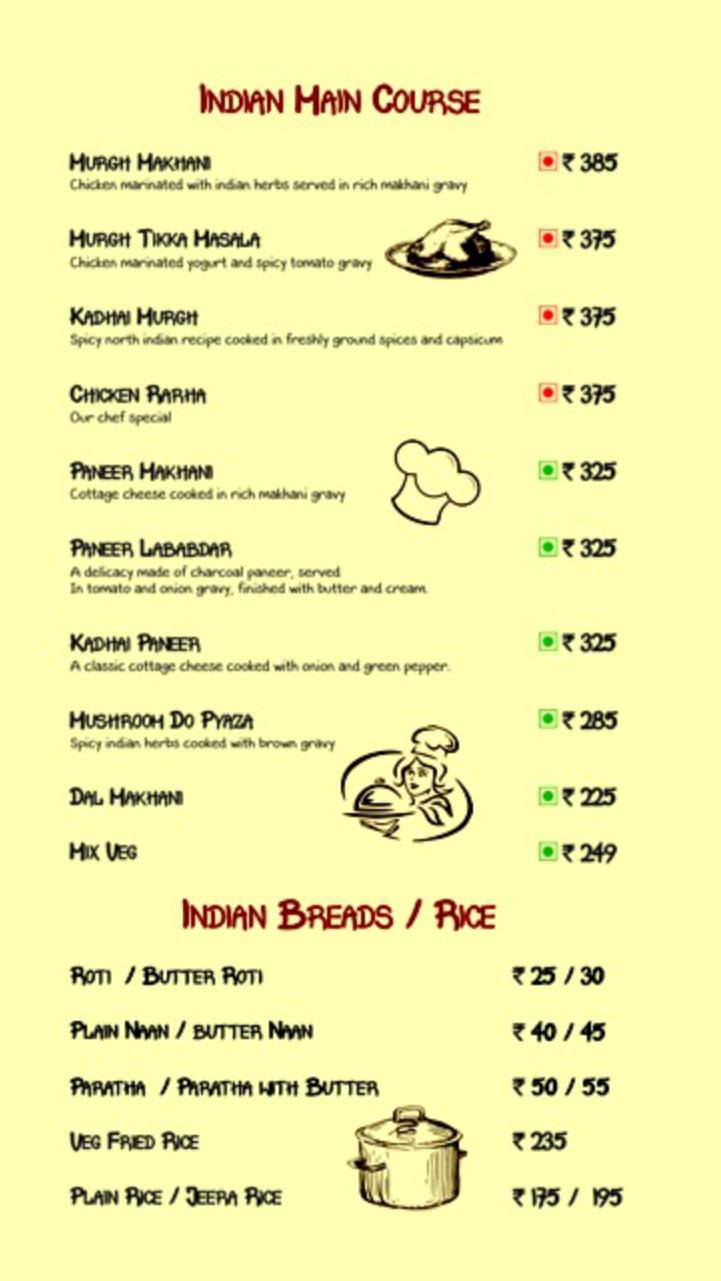 INDIAN MAIN COURSE
MURGH MAKHANI ₹ 385
Chicken marinated with indian herbs served in rich makhani gravy
MURGH TIKKA MASALA ₹ 375
Chicken marinated yogurt and spicy tomato gravy
KADHAI MURGH ₹ 375
Spicy north indian recipe cooked in freshly ground spices and capsicum
CHICKEN RARHA ₹ 375
Our chef special
PANEER MAKHANI ₹ 325
Cottage cheese cooked in rich makhani gravy
PANEER LABABDAR ₹ 325
A delicacy made of charcoal paneer, served
In tomato and onion gravy, finished with butter and cream.
KADHAI PANEER ₹ 325
A classic cottage cheese cooked with onion and green pepper.
MUSHROOM DO PYAZA ₹ 285
Spicy indian herbs cooked with brown gravy
DAL MAKHANI ₹ 225
MIX VEG ₹ 249
INDIAN BREADS / RICE
ROTI / BUTTER ROTI ₹ 25 / 30
PLAIN NAAN / BUTTER NAAN ₹ 40 / 45
PARATHA / PARATHA WITH BUTTER ₹ 50 / 55
VEG FRIED RICE ₹ 235
PLAIN RICE / JEERA RICE ₹ 175 / 195